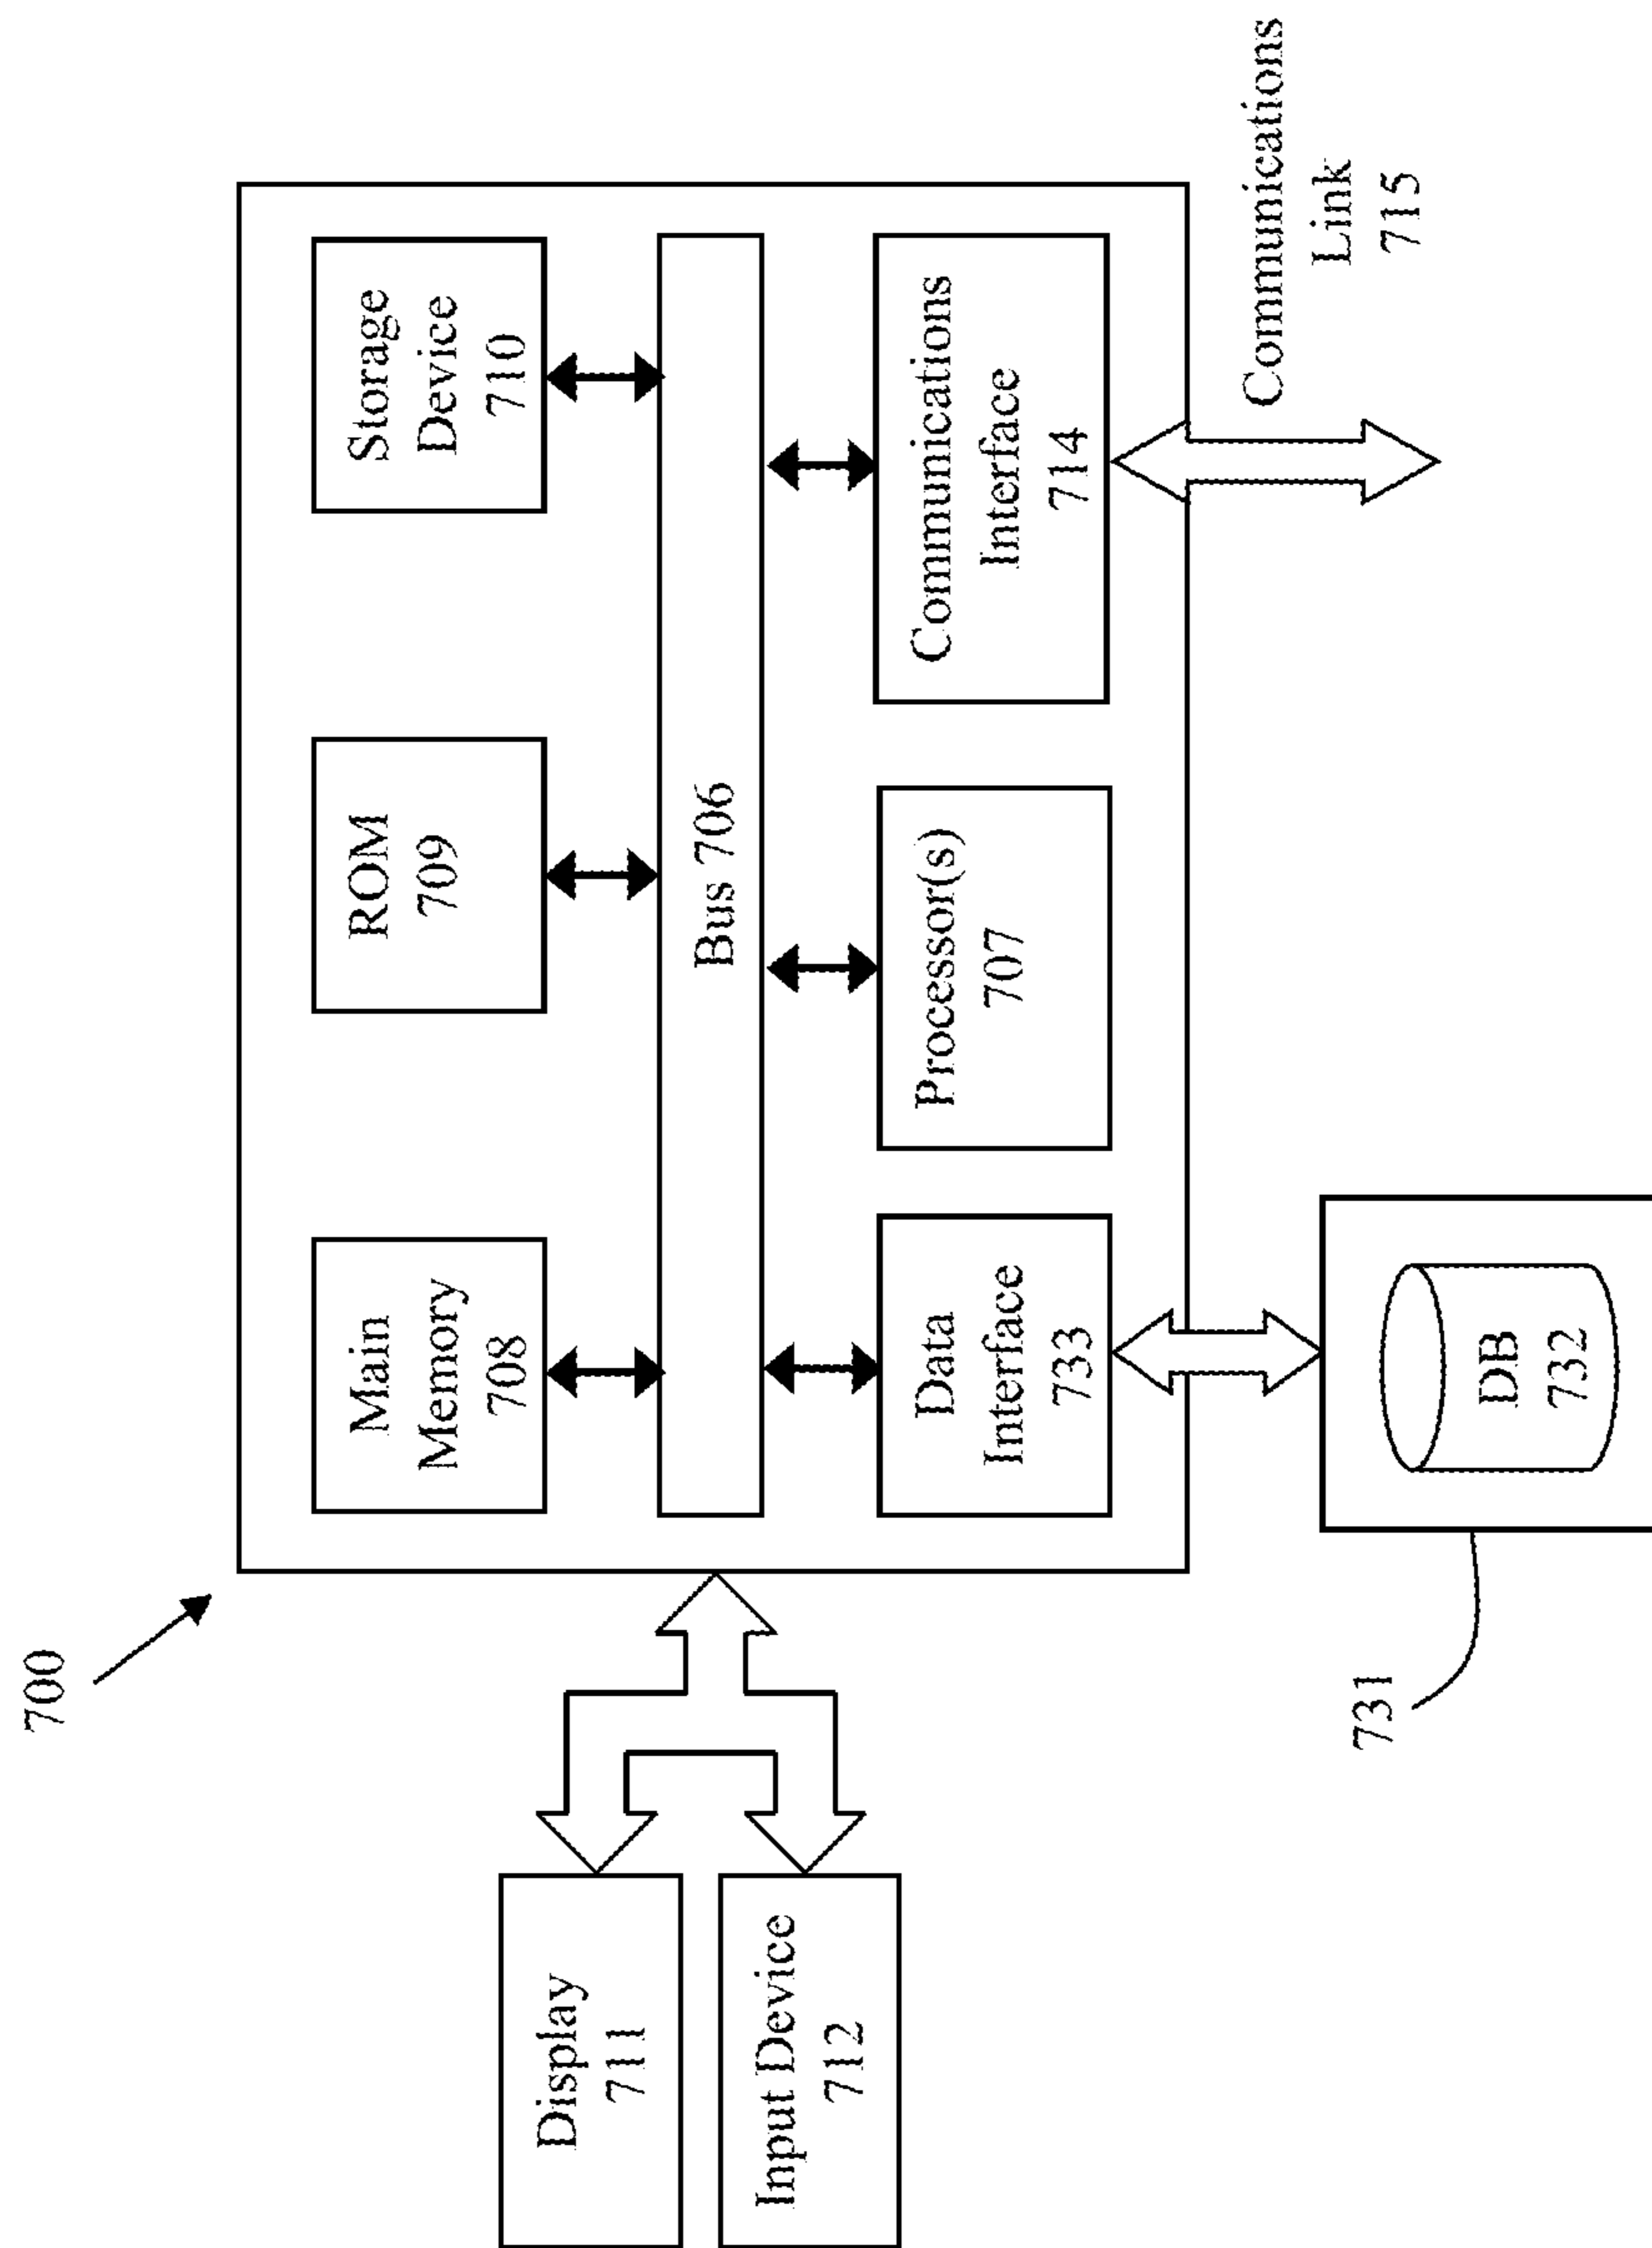 700
Main
Memory
708
ROM
709
Storage
Device
710
Display
711
Input Device
712
Bus 706
Data
Interface
733
Processor(s)
707
Communications
Interface
714
Communications
Link
715
731
DB
732